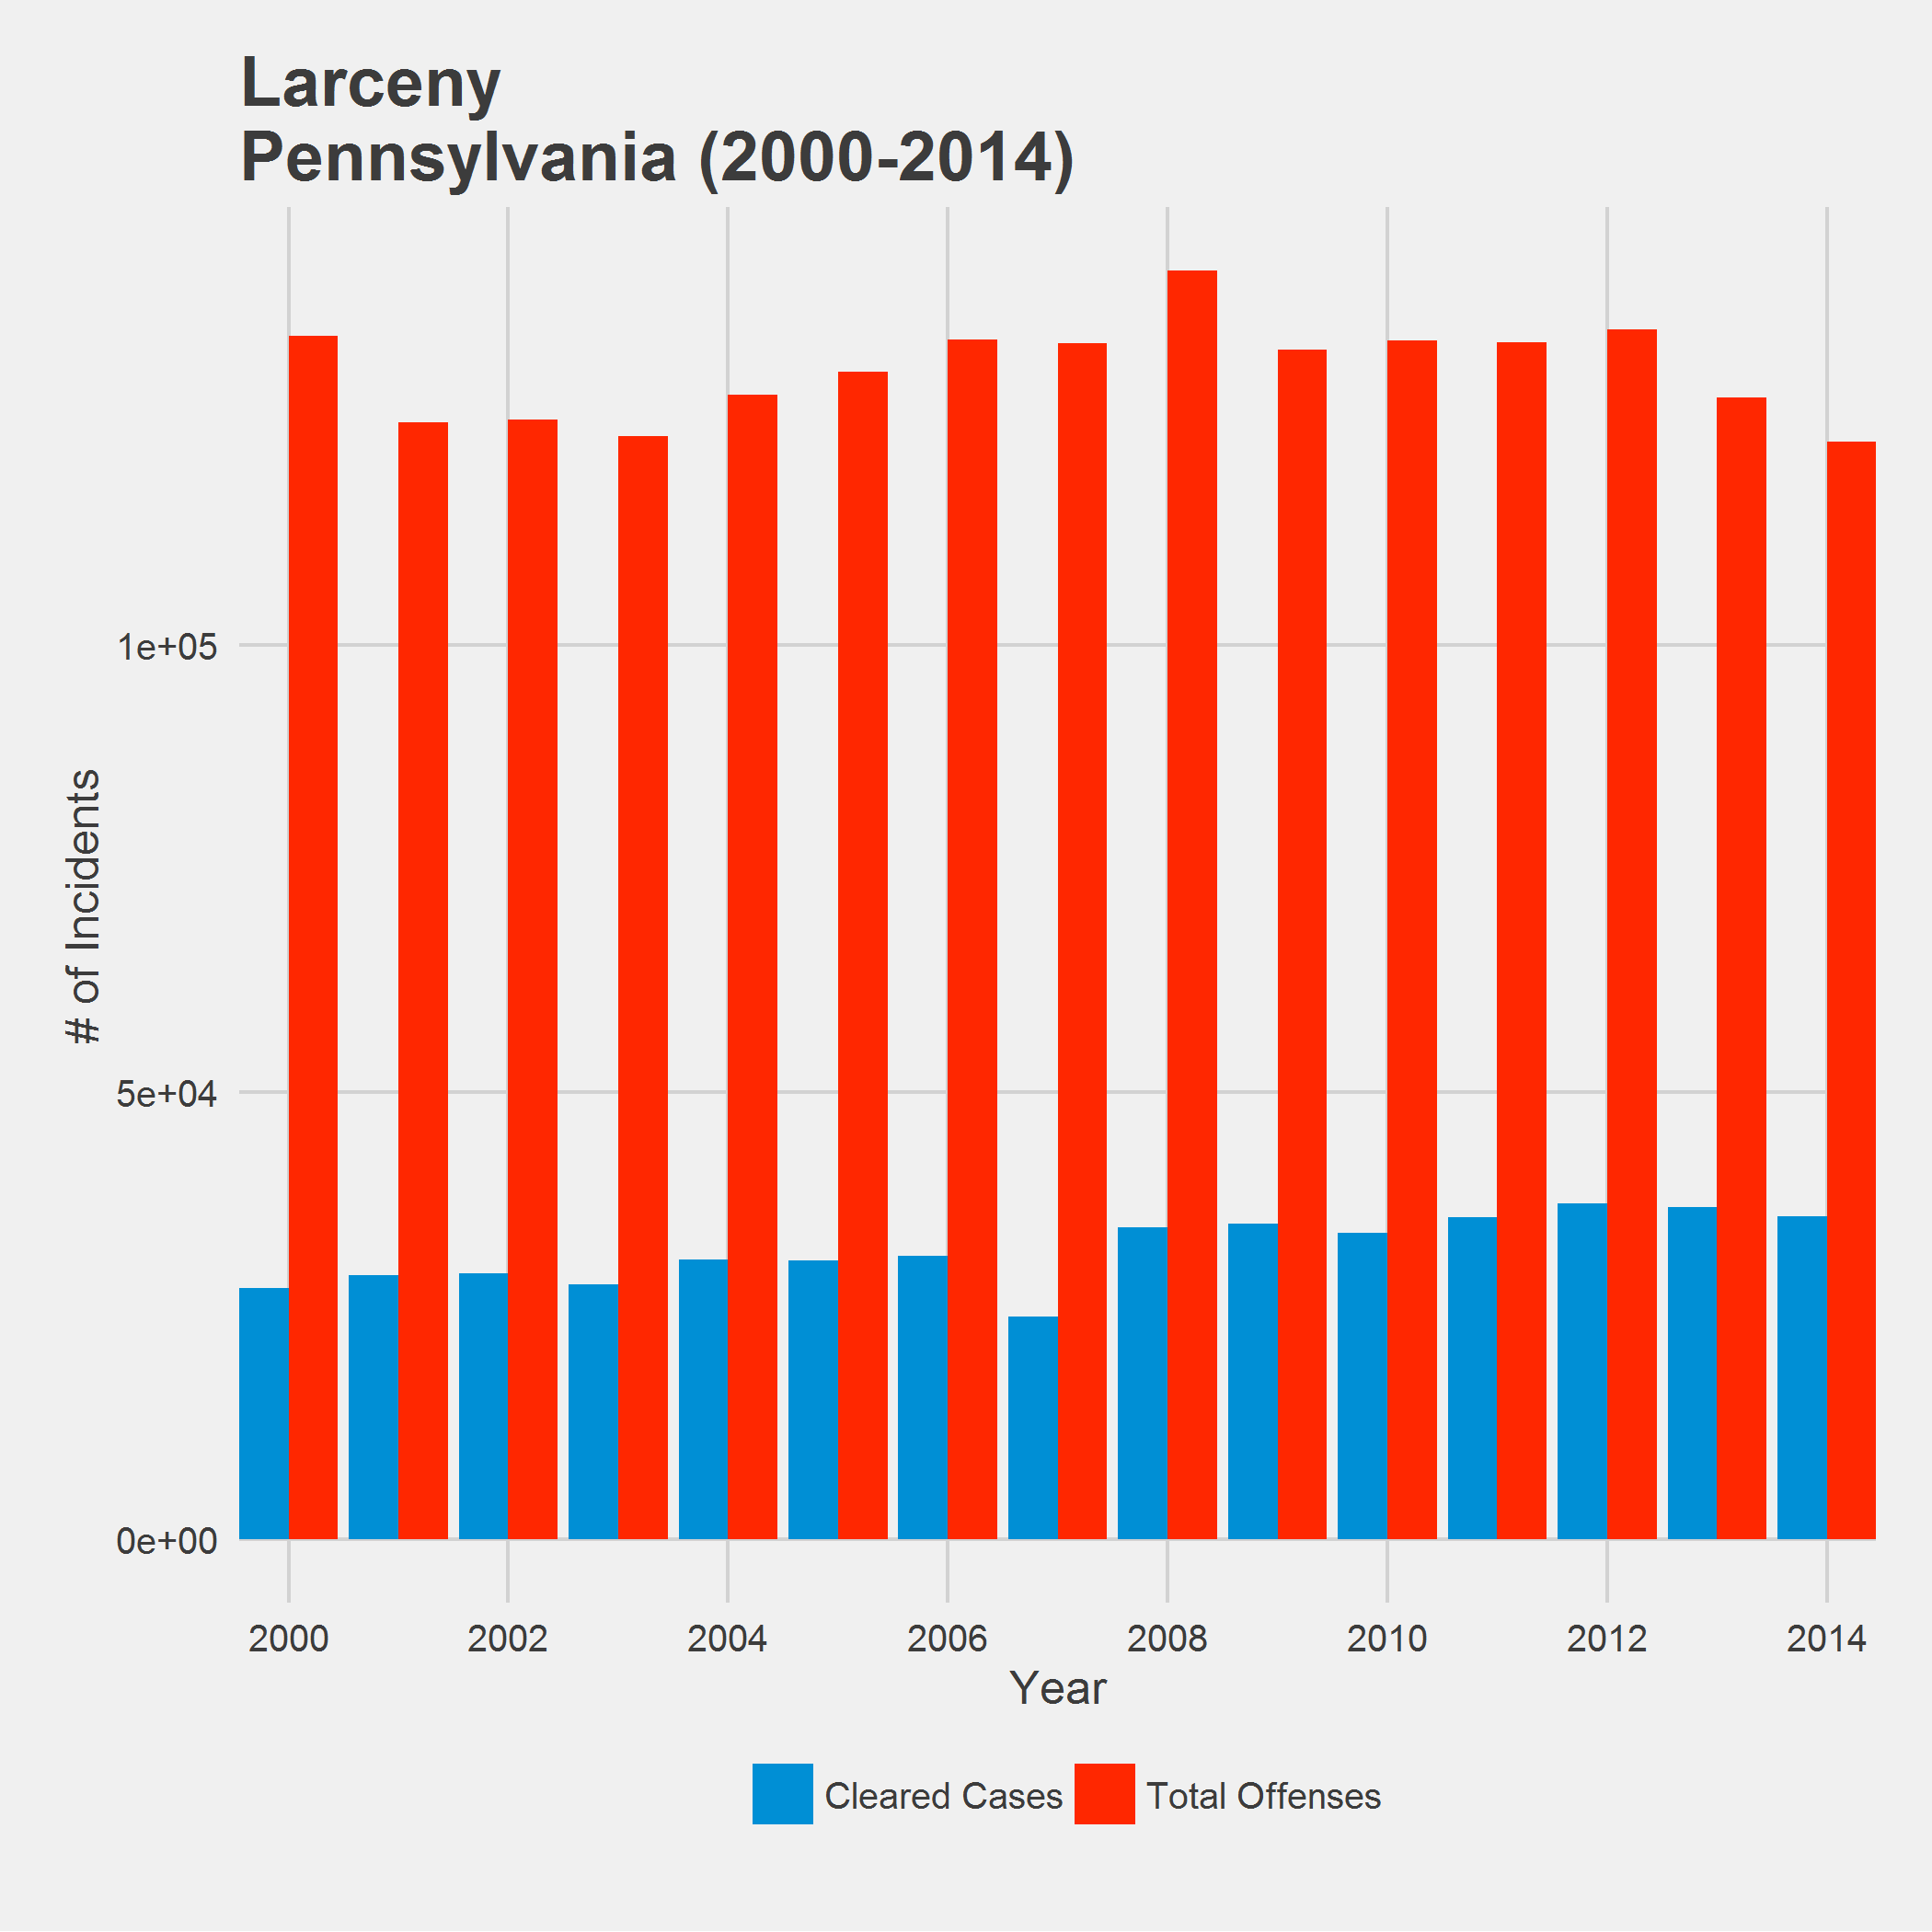 Larceny
Pennsylvania (2000-2014)
# of Incidents
1e+05
5e+04
0e+00
2000 2002 2004 2006 2008 2010 2012 2014
Year
Cleared Cases Total Offenses